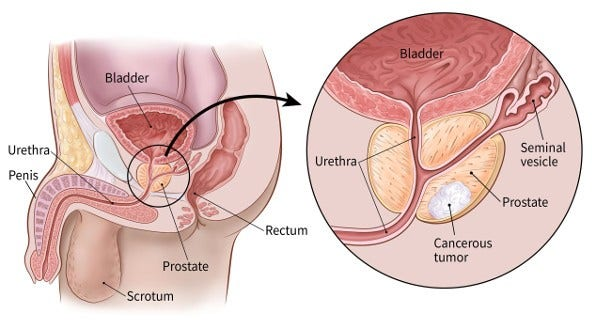 Bladder
Urethra
Penis
Rectum
Prostate
Scrotum
Bladder
Urethra
Seminal
vesicle
Prostate
Cancerous
tumor